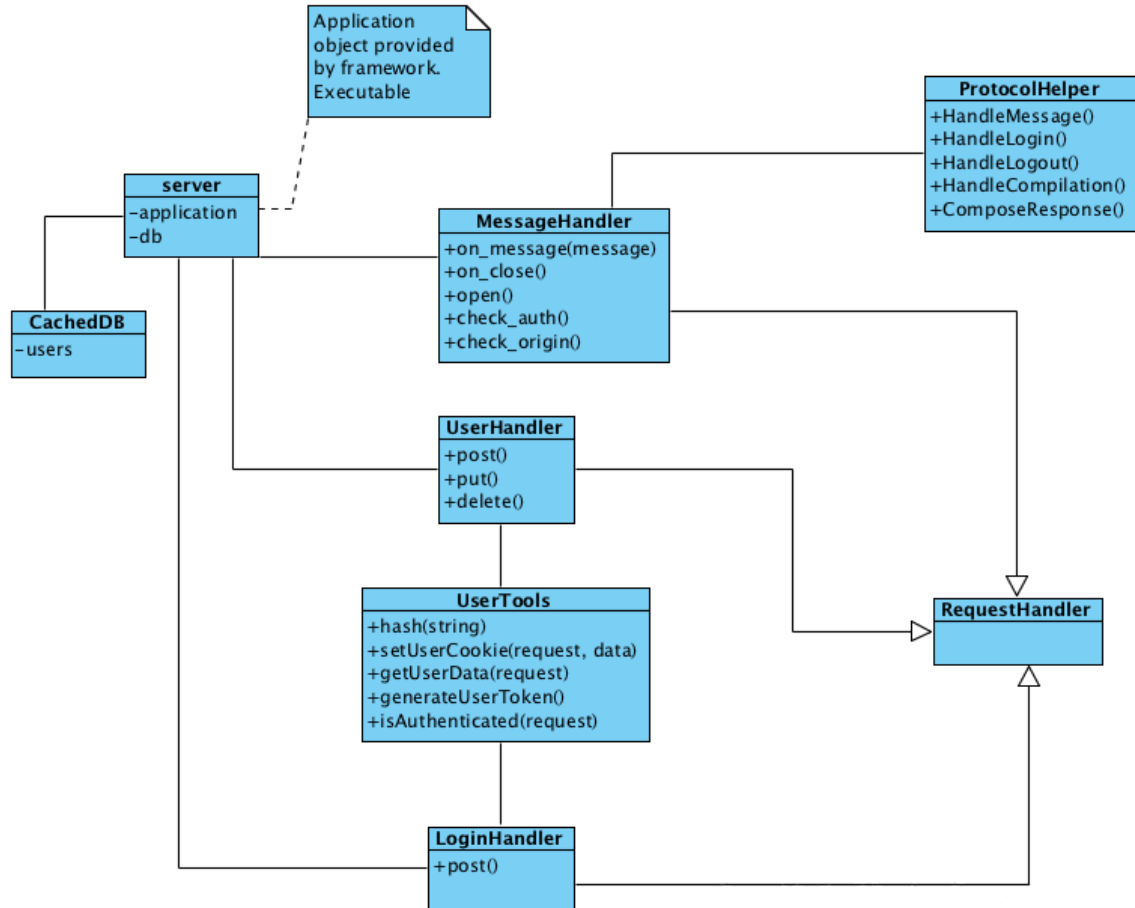 Application
object provided
by framework.
Executable
ProtocolHelper
+HandleMessage()
+HandleLogin()
+HandleLogout()
+HandleCompilation()
+ComposeResponse()
server
-application
-db
MessageHandler
+on_message(message)
+on_close()
+open()
+check_auth()
+check_origin()
CachedDB
-users
UserHandler
+post()
+put()
+delete()
UserTools
+hash(string)
+setUserCookie(request, data)
+getUserData(request)
+generateUserToken()
+isAuthenticated(request)
RequestHandler
LoginHandler
+post()